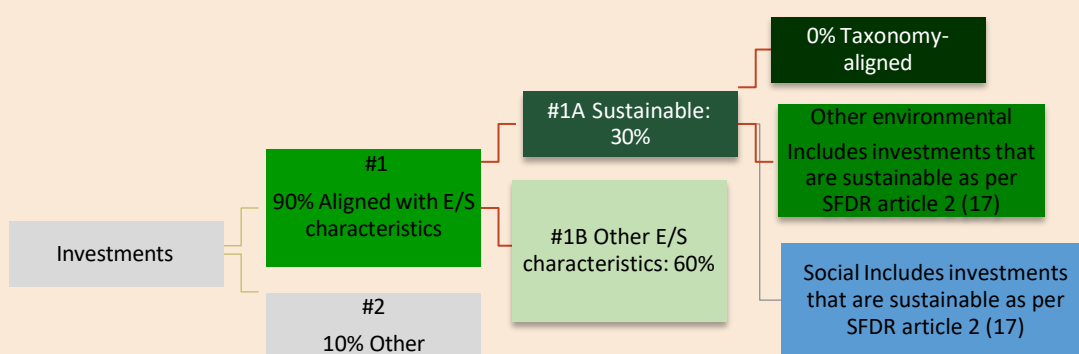 Investments
#1
90% Aligned with E/S
characteristics
#2
10% Other
#1A Sustainable:
30%
#1B Other E/S
characteristics: 60%
0% Taxonomy-
aligned
Other environmental
Includes investments that
are sustainable as per
SFDR article 2 (17)
Social Includes investments
that are sustainable as per
SFDR article 2 (17)